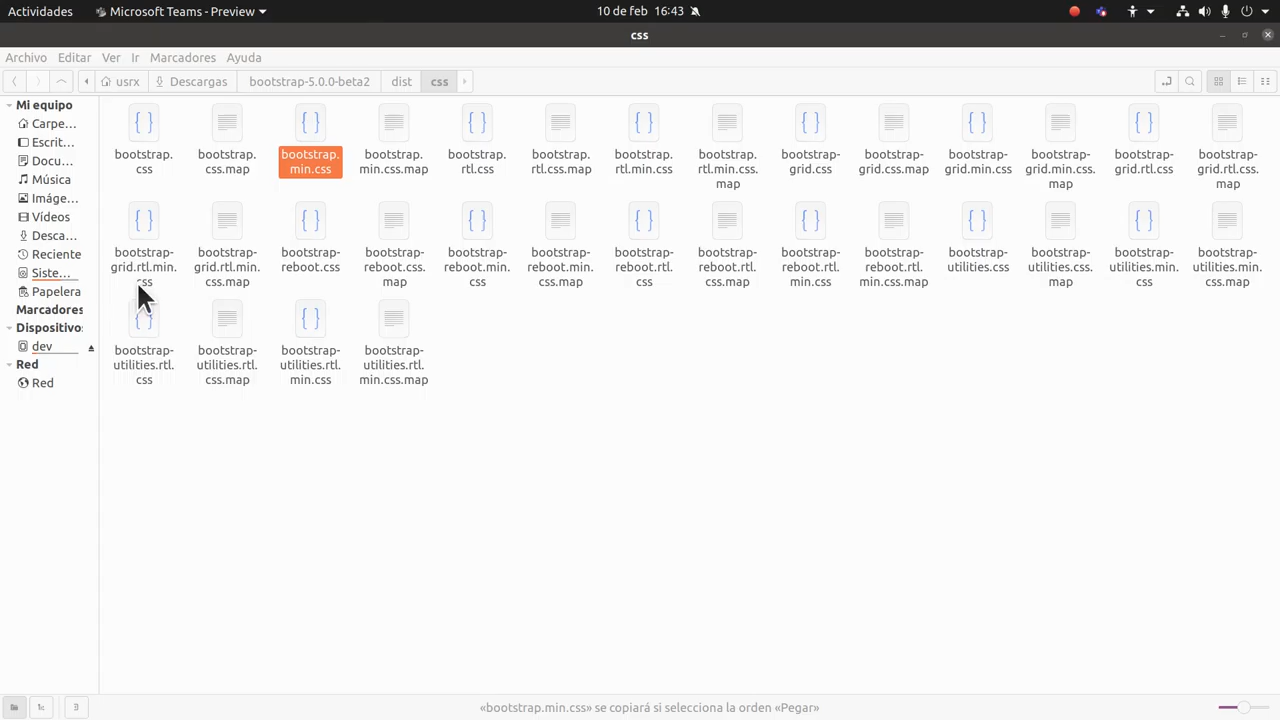 Actividades Microsoft Teams - Preview 10 de feb 16:43
css
Archivo Editar Ver Ir Marcadores Ayuda
usrx Descargas bootstrap-5.0.0-beta2 dist css
Mi equipo
Carpe...
Escrit...
Docu...
Música
Imáge...
Vídeos
Desca...
Reciente
Siste...
Papelera
Marcadores
Dispositivos
dev
Red
Red
bootstrap.
css
bootstrap.
css.map
bootstrap.
min.css
bootstrap.
min.css.map
bootstrap.
rtl.css
bootstrap.
rtl.css.map
bootstrap.
rtl.min.css
bootstrap.
rtl.min.css.
map
bootstrap-
grid.css
bootstrap-
grid.css.map
bootstrap-
grid.min.css
bootstrap-
grid.min.css.
map
bootstrap-
grid.rtl.css
bootstrap-
grid.rtl.css.
map
bootstrap-
grid.rtl.min.
css
bootstrap-
grid.rtl.min.
css.map
bootstrap-
reboot.css
bootstrap-
reboot.css.
map
bootstrap-
reboot.min.
css
bootstrap-
reboot.min.
css.map
bootstrap-
reboot.rtl.
css
bootstrap-
reboot.rtl.
css.map
bootstrap-
reboot.rtl.
min.css
bootstrap-
reboot.rtl.
min.css.map
bootstrap-
utilities.css
bootstrap-
utilities.css.
map
bootstrap-
utilities.min.
css
bootstrap-
utilities.min.
css.map
bootstrap-
utilities.rtl.
css
bootstrap-
utilities.rtl.
css.map
bootstrap-
utilities.rtl.
min.css
bootstrap-
utilities.rtl.
min.css.map
«bootstrap.min.css» se copiará si selecciona la orden «Pegar»